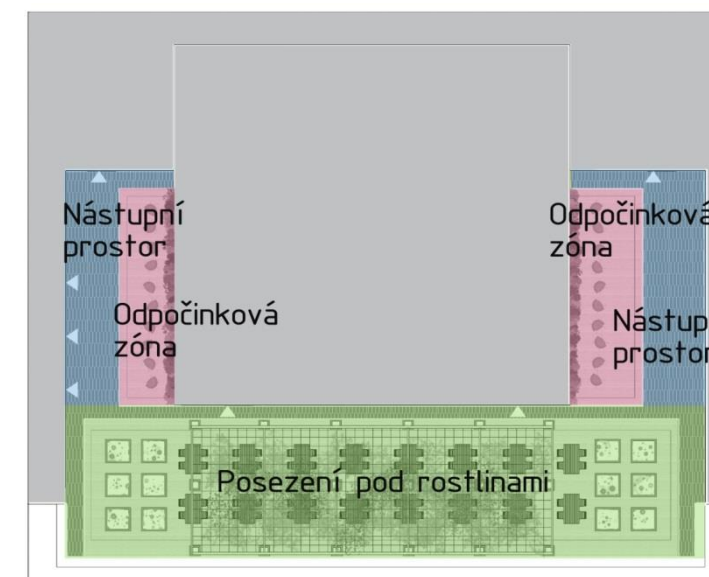 Nástupní
prostor
Odpočinková
zóna
Odpočinková
zóna
Nástup
prostor
Posezení pod rostlinami